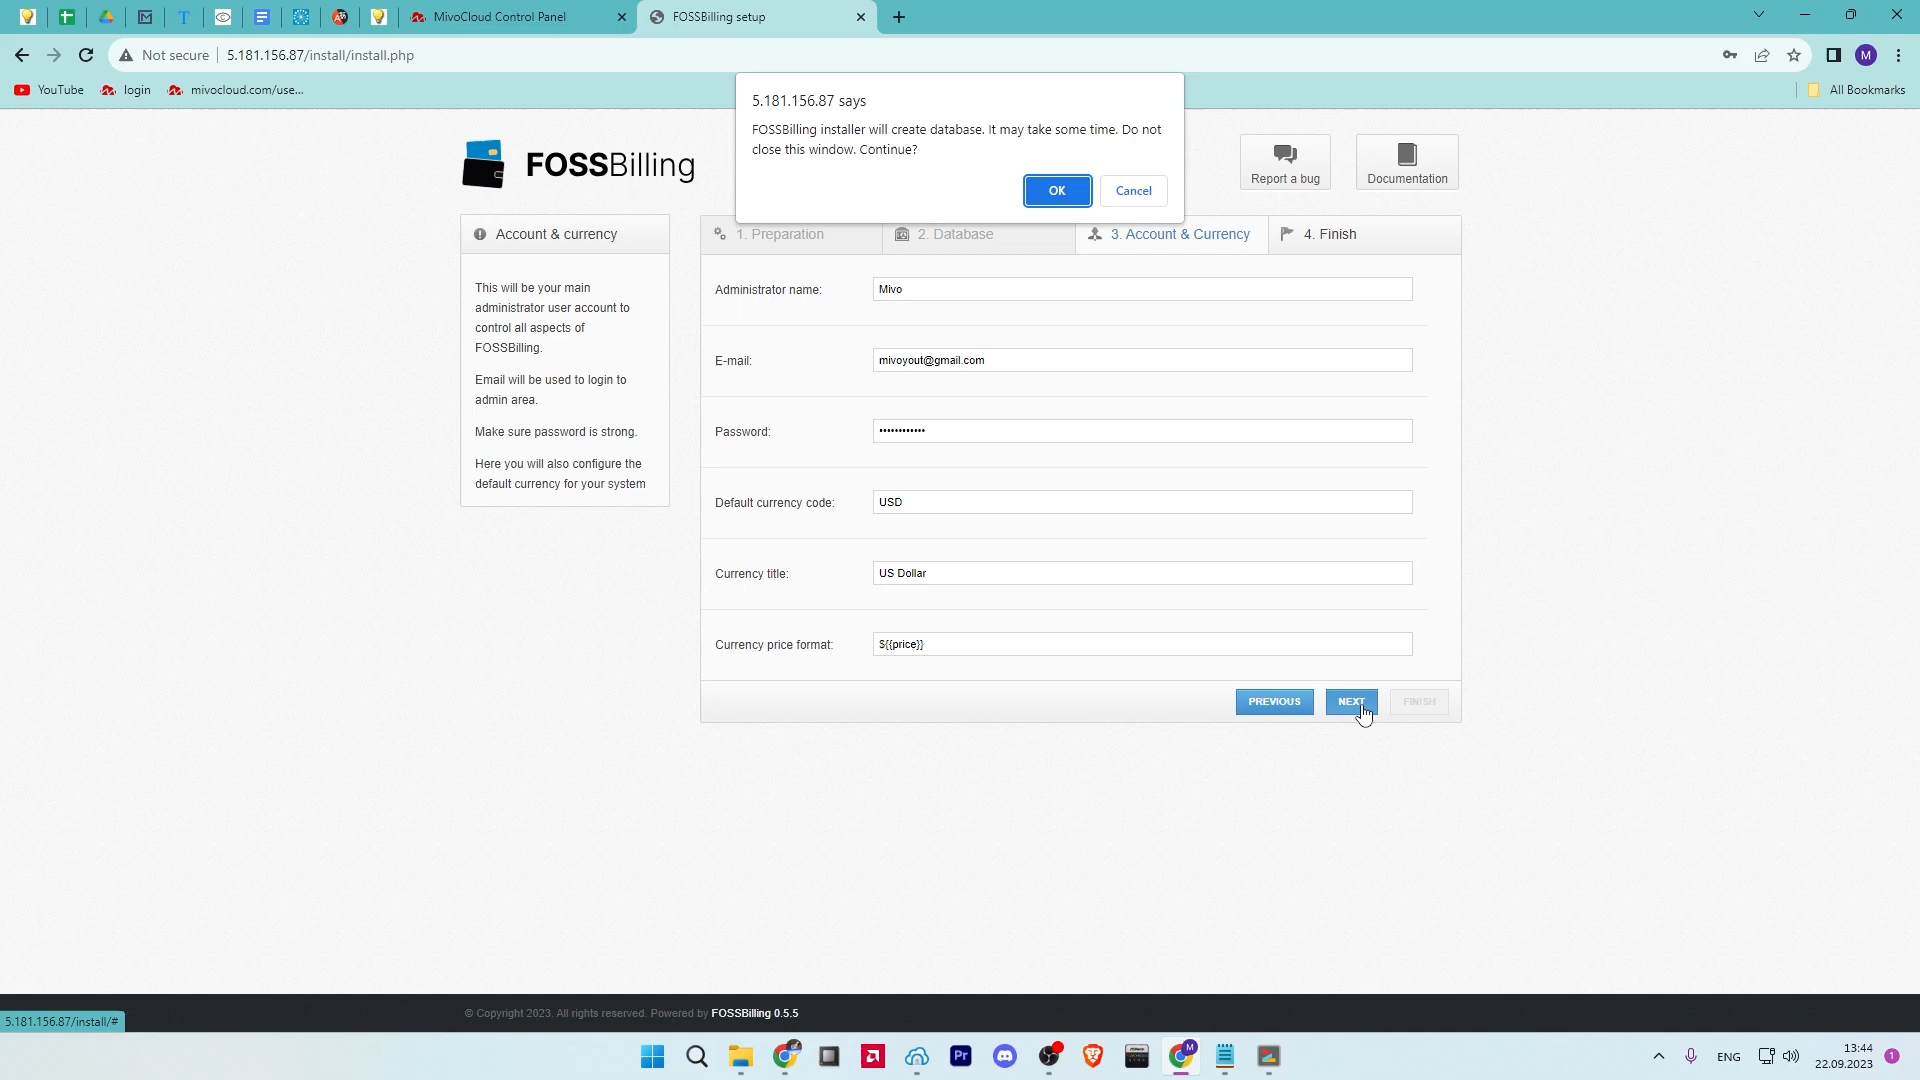 MivoCloud Control Panel
FOSSBilling setup
Not secure
5.181.156.87/install/install.php
M
YouTube
login
mivocloud.com/use...
All Bookmarks
5.181.156.87 says
FOSSBilling installer will create database. It may take some time. Do not
close this window. Continue?
OK
Cancel
FOSSBilling
Report a bug
Documentation
Account & currency
1. Preparation
2. Database
3. Account & Currency
4. Finish
This will be your main
administrator user account to
control all aspects of
FOSSBilling.
Email will be used to login to
admin area.
Make sure password is strong.
Here you will also configure the
default currency for your system
Administrator name:
Mivo
E-mail:
mivoyout@gmail.com
Password:
••••••••••••
Default currency code:
USD
Currency title:
US Dollar
Currency price format:
${{price}}
PREVIOUS
NEXT
FINISH
© Copyright 2023. All rights reserved. Powered by FOSSBilling 0.5.5
5.181.156.87/install/#
Pr
M
ENG
13:44
22.09.2023
1